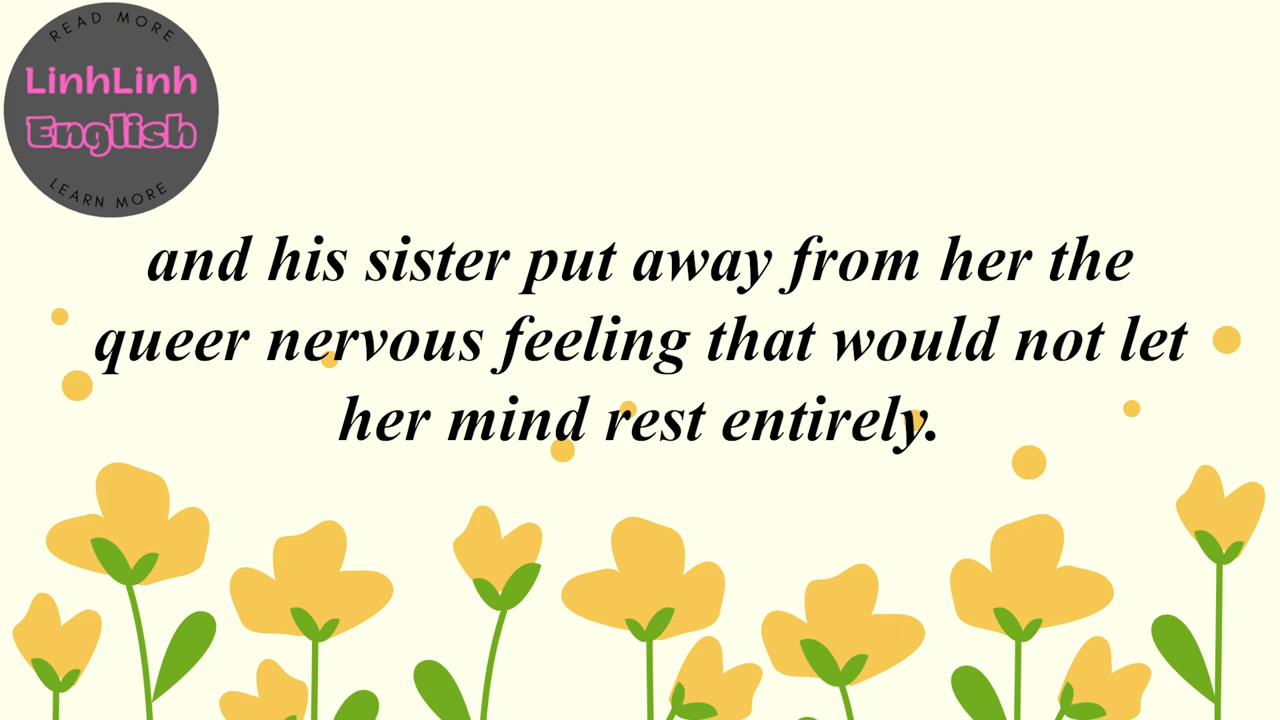 READ MORE
LinhLinh
English
LEARN MORE
and his sister put away from her the
queer nervous feeling that would not let
her mind rest entirely.